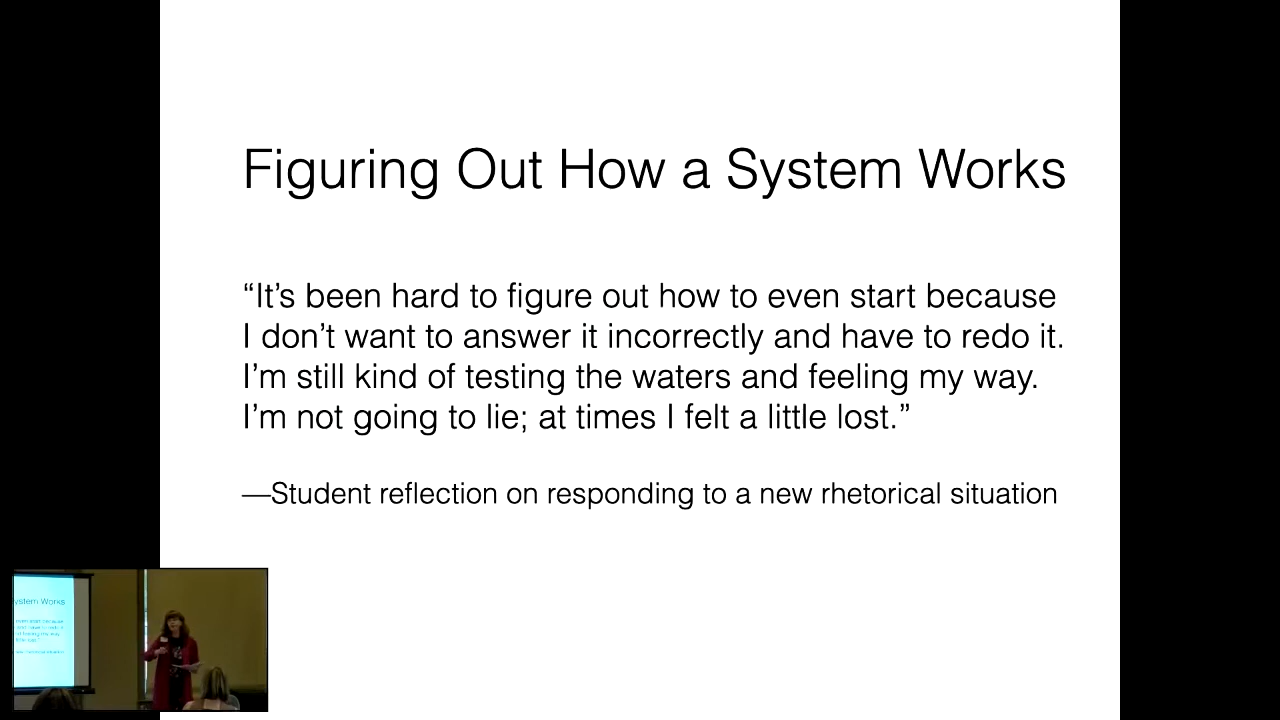 Figuring Out How a System Works
“It’s been hard to figure out how to even start because
I don’t want to answer it incorrectly and have to redo it.
I’m still kind of testing the waters and feeling my way.
I’m not going to lie; at times I felt a little lost.”
—Student reflection on responding to a new rhetorical situation
ystem Works